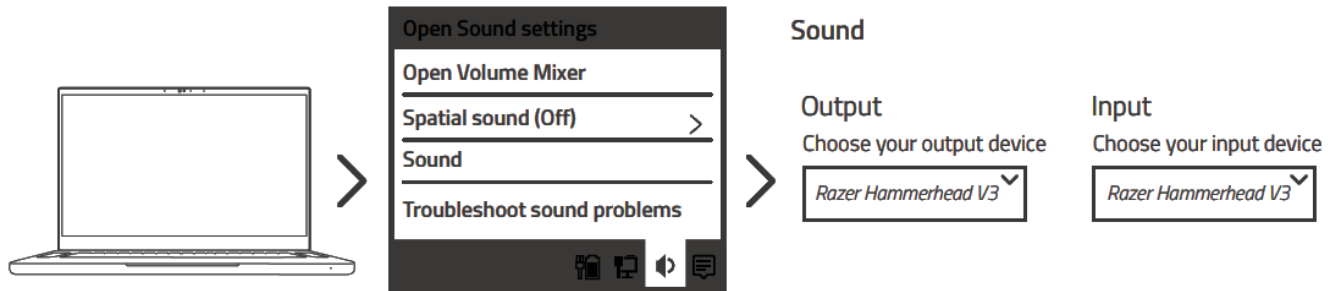 Open Sound settings
Open Volume Mixer
Spatial sound (Off)
Sound
Troubleshoot sound problems
Sound
Output
Choose your output device
Razer Hammerhead V3
Input
Choose your input device
Razer Hammerhead V3